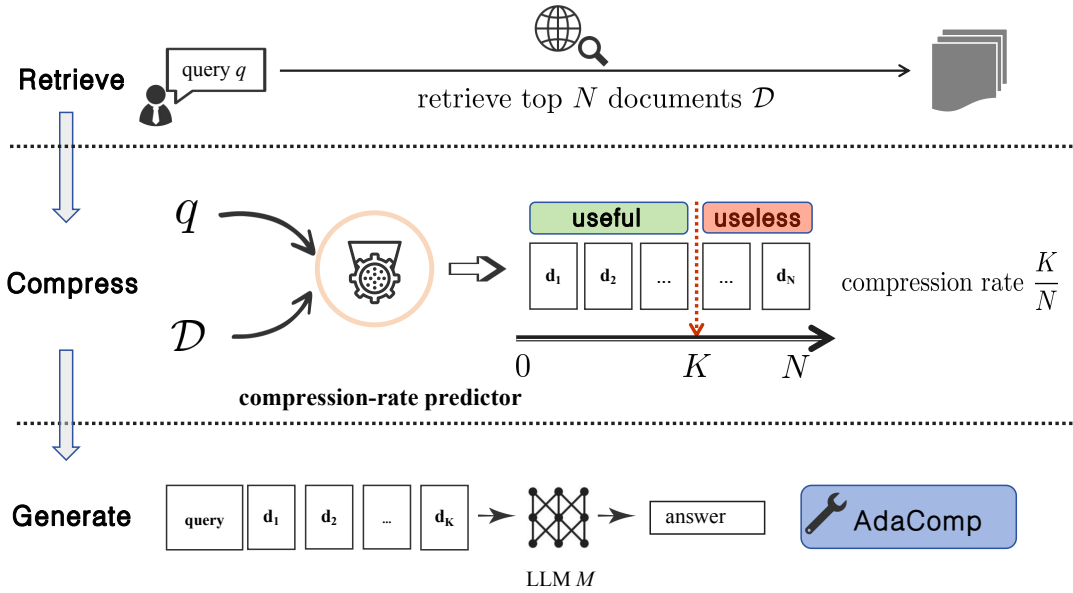 Retrieve
query q
retrieve top N documents D
q
useful
useless
d1
d2
...
...
dN
Compress
compression rate K/N
D
0
K
N
compression-rate predictor
Generate
query
d1
d2
...
dK
answer
AdaComp
LLM M